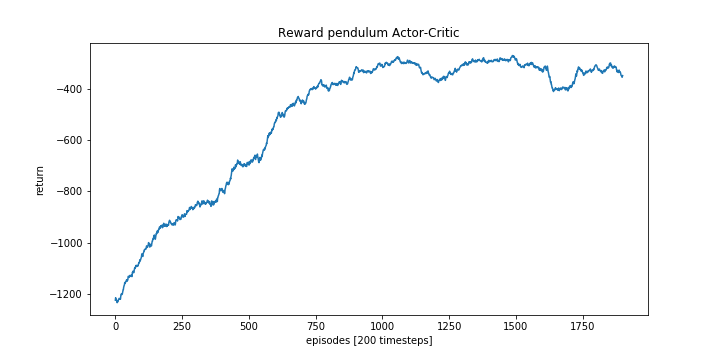 Reward pendulum Actor-Critic
−400
−600
−800
−1000
−1200
return
0 250 500 750 1000 1250 1500 1750
episodes [200 timesteps]